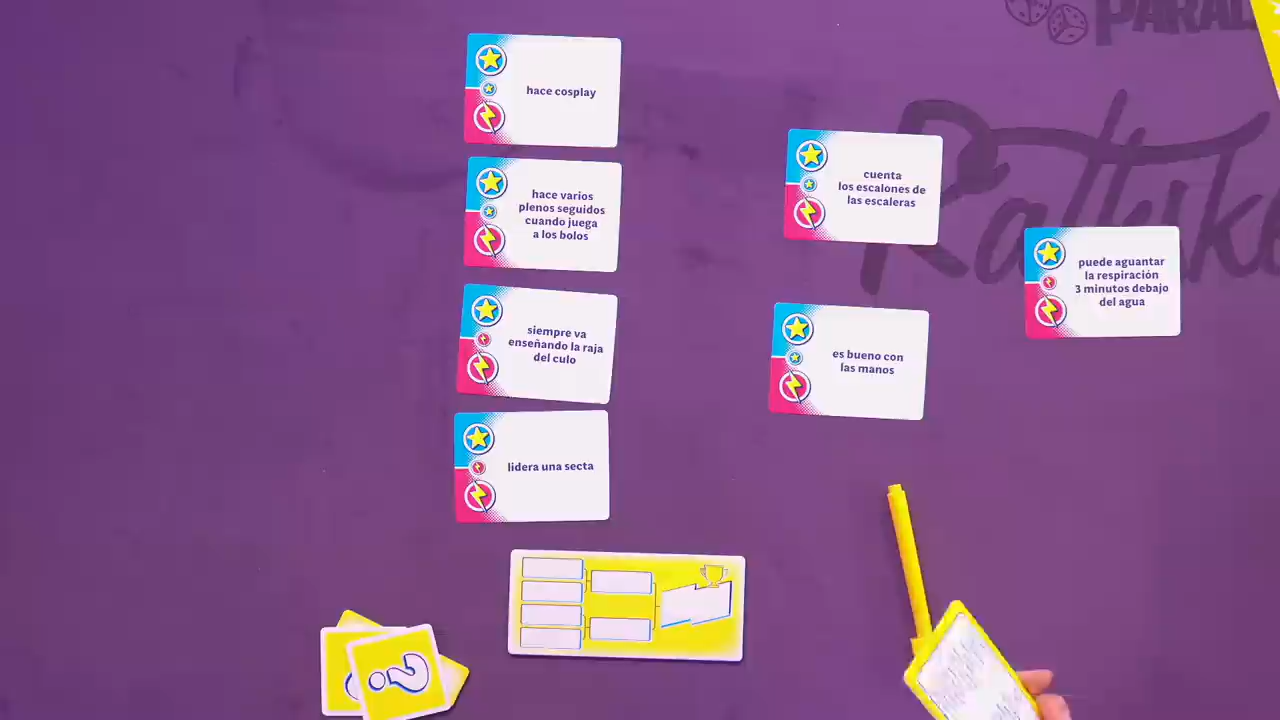 hace cosplay
hace varios
plenos seguidos
cuando juega
a los bolos
siempre va
enseñando la raja
del culo
lidera una secta
cuenta
los escalones de
las escaleras
es bueno con
las manos
puede aguantar
la respiración
3 minutos debajo
del agua
?